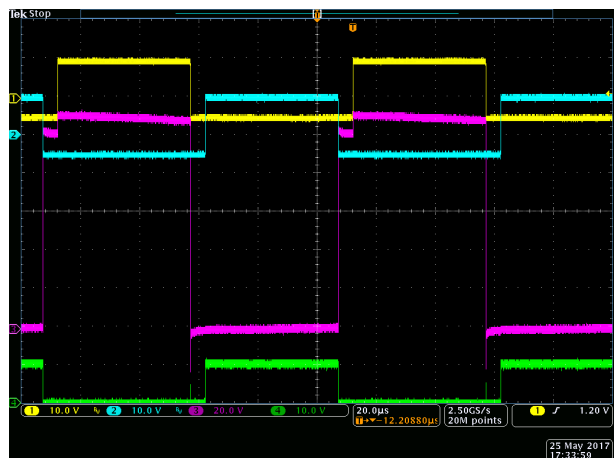 Tek Stop
T
T
1
2
3
4
1 10.0 V 2 10.0 V 3 20.0 V 4 10.0 V
20.0µs
T→▼−12.20880µs
2.50GS/s
20M points
1 1.20 V
25 May 2017
17:33:59